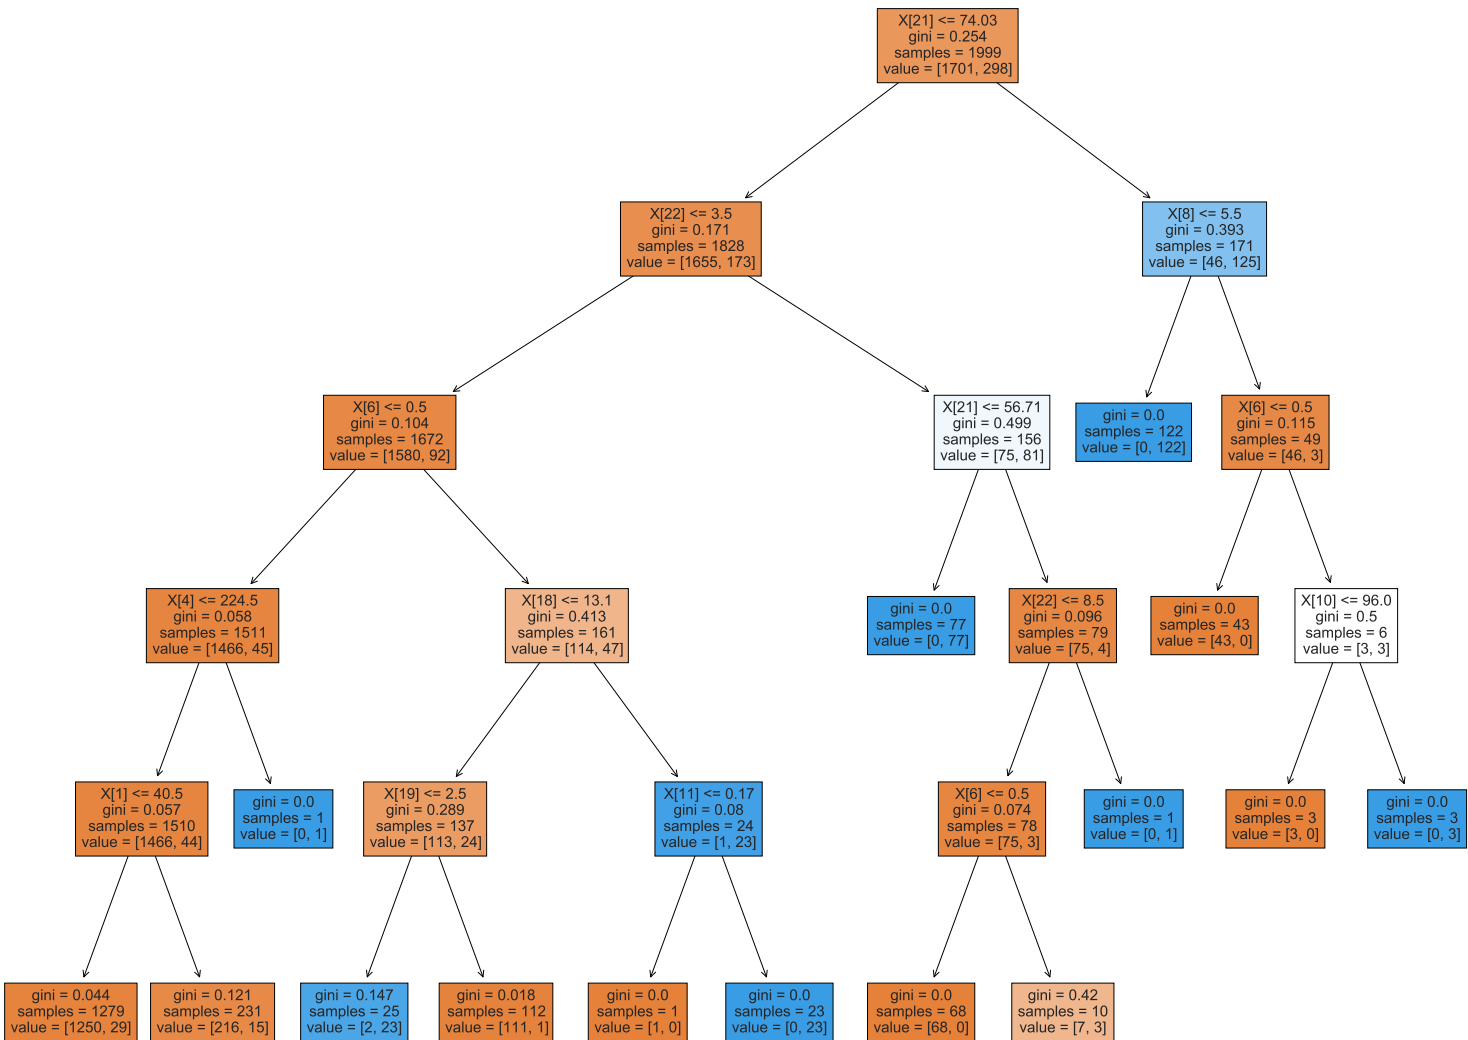 X[21] <= 74.03
gini = 0.254
samples = 1999
value = [1701, 298]
X[22] <= 3.5
gini = 0.171
samples = 1828
value = [1655, 173]
X[8] <= 5.5
gini = 0.393
samples = 171
value = [46, 125]
X[6] <= 0.5
gini = 0.104
samples = 1672
value = [1580, 92]
X[21] <= 56.71
gini = 0.499
samples = 156
value = [75, 81]
gini = 0.0
samples = 122
value = [0, 122]
X[6] <= 0.5
gini = 0.115
samples = 49
value = [46, 3]
X[4] <= 224.5
gini = 0.058
samples = 1511
value = [1466, 45]
X[18] <= 13.1
gini = 0.413
samples = 161
value = [114, 47]
gini = 0.0
samples = 77
value = [0, 77]
X[22] <= 8.5
gini = 0.096
samples = 79
value = [75, 4]
gini = 0.0
samples = 43
value = [43, 0]
X[10] <= 96.0
gini = 0.5
samples = 6
value = [3, 3]
X[1] <= 40.5
gini = 0.057
samples = 1510
value = [1466, 44]
gini = 0.0
samples = 1
value = [0, 1]
X[19] <= 2.5
gini = 0.289
samples = 137
value = [113, 24]
X[11] <= 0.17
gini = 0.08
samples = 24
value = [1, 23]
X[6] <= 0.5
gini = 0.074
samples = 78
value = [75, 3]
gini = 0.0
samples = 1
value = [0, 1]
gini = 0.0
samples = 3
value = [3, 0]
gini = 0.0
samples = 3
value = [0, 3]
gini = 0.044
samples = 1279
value = [1250, 29]
gini = 0.121
samples = 231
value = [216, 15]
gini = 0.147
samples = 25
value = [2, 23]
gini = 0.018
samples = 112
value = [111, 1]
gini = 0.0
samples = 1
value = [1, 0]
gini = 0.0
samples = 23
value = [0, 23]
gini = 0.0
samples = 68
value = [68, 0]
gini = 0.42
samples = 10
value = [7, 3]